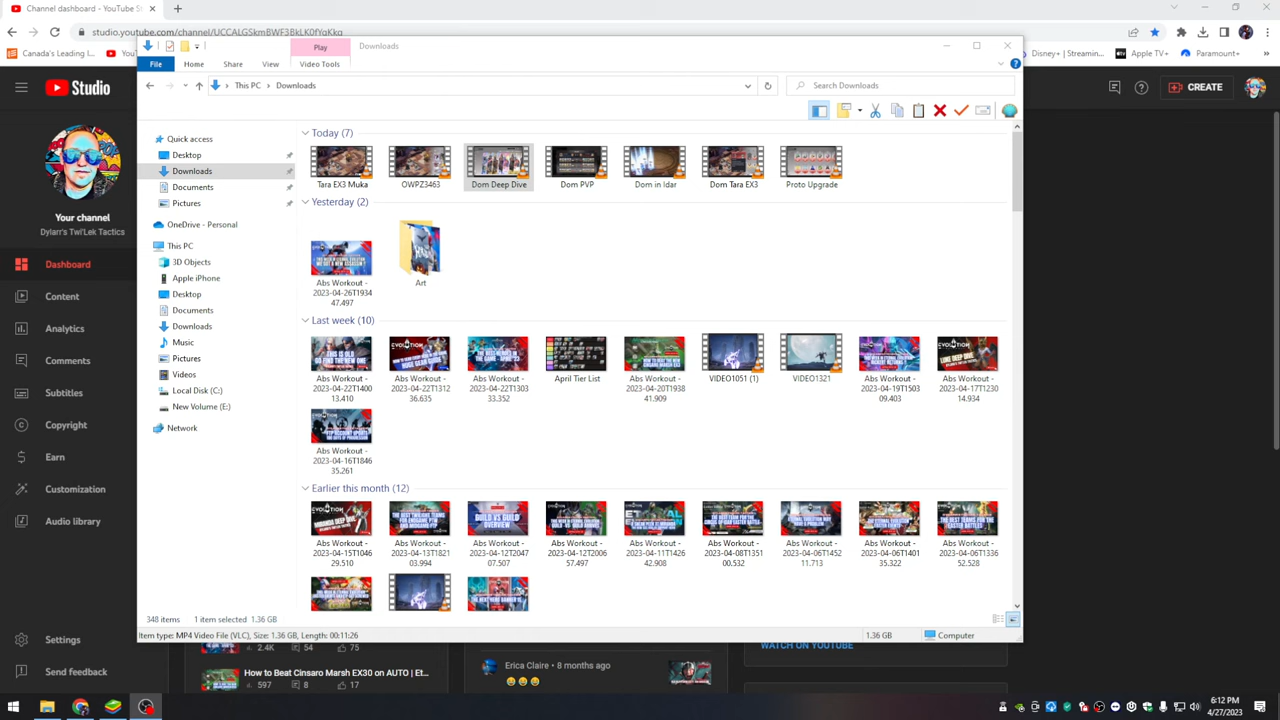 Channel dashboard - YouTube S
studio.youtube.com/channel/UCCALGSkmBWF3BkLK0fYqKkg
Canada's Leading I...
Disney+ | Streamin...
Apple TV+
Paramount+
Studio
CREATE
Your channel
Dylarr's Twi'Lek Tactics
Dashboard
Content
Analytics
Comments
Subtitles
Copyright
Earn
Customization
Audio library
Settings
Send feedback
Play
Downloads
File
Home
Share
View
Video Tools
This PC
Downloads
Search Downloads
Quick access
Desktop
Downloads
Documents
Pictures
OneDrive - Personal
This PC
3D Objects
Apple iPhone
Desktop
Documents
Downloads
Music
Pictures
Videos
Local Disk (C:)
New Volume (E:)
Network
Today (7)
Tara EX3 Muka
OWPZ3463
Dom Deep Dive
Dom PVP
Dom in Idar
Dom Tara EX3
Proto Upgrade
Yesterday (2)
Abs Workout -
2023-04-26T1934
47.497
Art
Last week (10)
Abs Workout -
2023-04-22T1400
13.410
Abs Workout -
2023-04-22T1312
36.635
Abs Workout -
2023-04-22T1303
33.352
April Tier List
Abs Workout -
2023-04-20T1938
41.909
VIDEO1051 (1)
VIDEO1321
Abs Workout -
2023-04-19T1503
09.403
Abs Workout -
2023-04-17T1230
14.934
Abs Workout -
2023-04-16T1846
35.261
Earlier this month (12)
Abs Workout -
2023-04-15T1046
29.510
Abs Workout -
2023-04-13T1821
03.994
Abs Workout -
2023-04-12T2047
07.507
Abs Workout -
2023-04-12T2006
57.497
Abs Workout -
2023-04-11T1426
42.908
Abs Workout -
2023-04-08T1351
00.532
Abs Workout -
2023-04-06T1452
11.713
Abs Workout -
2023-04-06T1401
35.322
Abs Workout -
2023-04-06T1336
52.528
348 items
1 item selected 1.36 GB
Item type: MP4 Video File (VLC), Size: 1.36 GB, Length: 00:11:26
1.36 GB
Computer
2.4K
54
75
How to Beat Cinsaro Marsh EX30 on AUTO | Et...
597
8
17
Erica Claire • 8 months ago
WATCH ON YOUTUBE
6:12 PM
4/27/2023